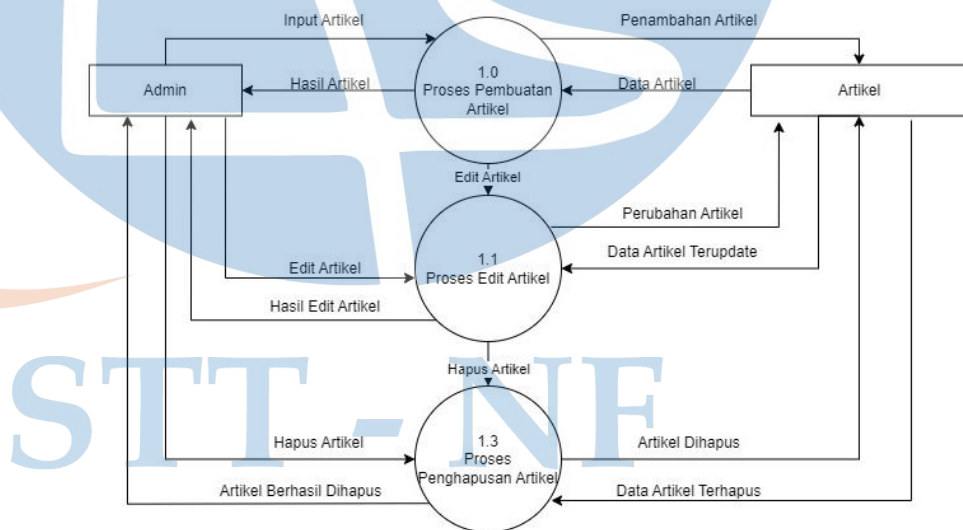 Input Artikel
Penambahan Artikel
1.0
Proses Pembuatan
Artikel
Admin
Hasil Artikel
Data Artikel
Artikel
Edit Artikel
Perubahan Artikel
1.1
Proses Edit Artikel
Data Artikel Terupdate
Edit Artikel
Hasil Edit Artikel
STT - NF
Hapus Artikel
1.3
Proses
Penghapusan Artikel
Hapus Artikel
Artikel Dihapus
Artikel Berhasil Dihapus
Data Artikel Terhapus